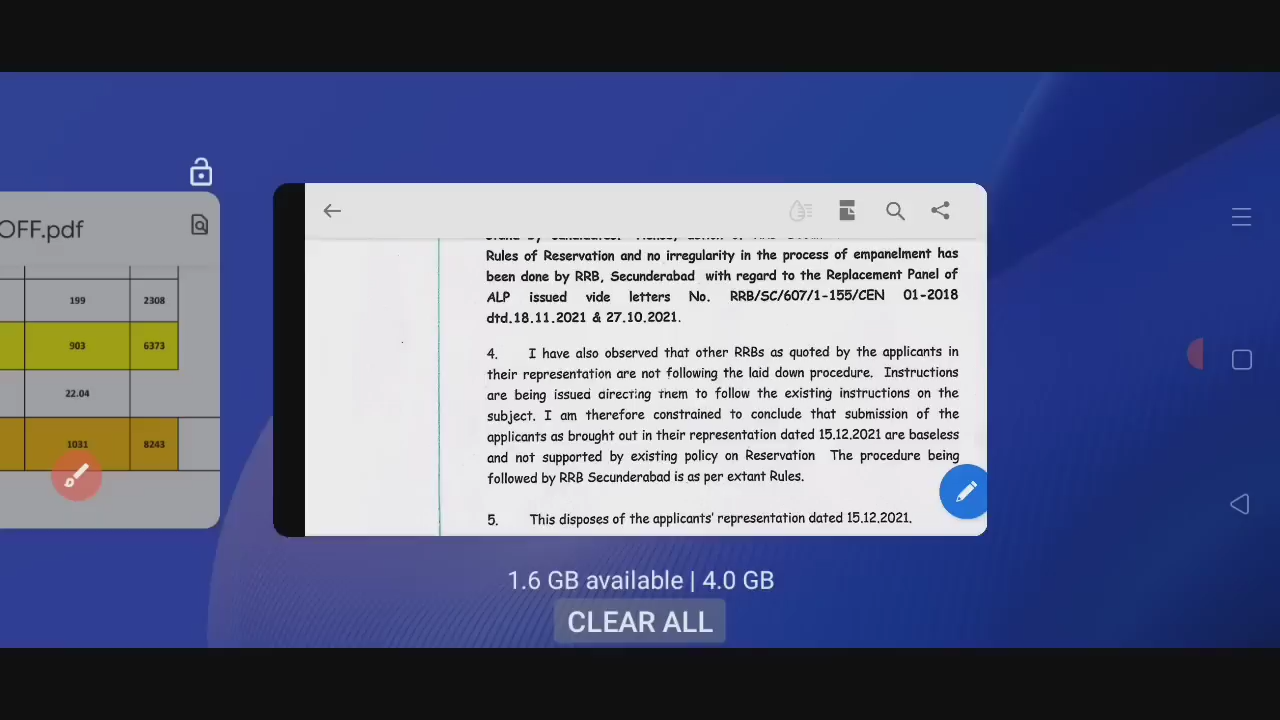 OFF.pdf
199 2308
903 6373
22.04
1031 8243
Rules of Reservation and no irregularity in the process of empanelment has
been done by RRB, Secunderabad with regard to the Replacement Panel of
ALP issued vide letters No. RRB/SC/607/1-155/CEN 01-2018
dtd.18.11.2021 & 27.10.2021.
4. I have also observed that other RRBs as quoted by the applicants in
their representation are not following the laid down procedure. Instructions
are being issued directing them to follow the existing instructions on the
subject. I am therefore constrained to conclude that submission of the
applicants as brought out in their representation dated 15.12.2021 are baseless
and not supported by existing policy on Reservation The procedure being
followed by RRB Secunderabad is as per extant Rules.
5. This disposes of the applicants' representation dated 15.12.2021.
1.6 GB available | 4.0 GB
CLEAR ALL